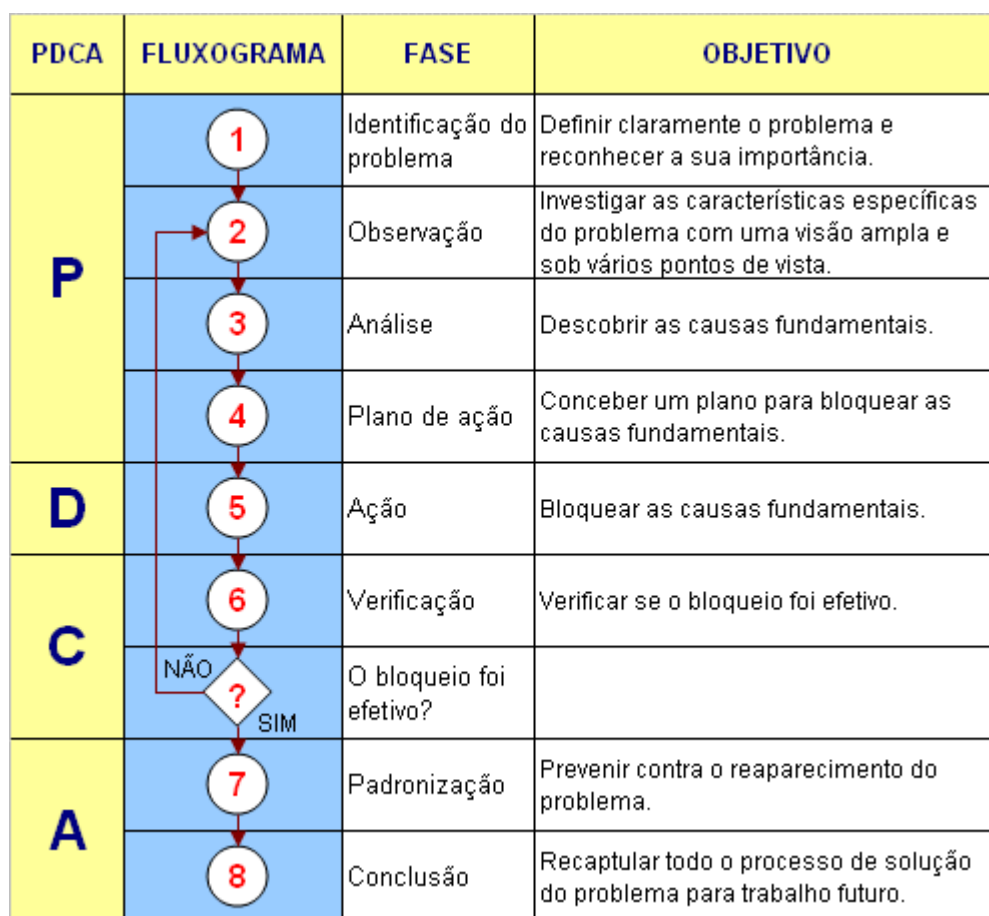 PDCA FLUXOGRAMA FASE OBJETIVO
P
1
Identificação do
problema
Definir claramente o problema e
reconhecer a sua importância.
2
Observação
Investigar as características específicas
do problema com uma visão ampla e
sob vários pontos de vista.
3
Análise
Descobrir as causas fundamentais.
4
Plano de ação
Conceber um plano para bloquear as
causas fundamentais.
D
5
Ação
Bloquear as causas fundamentais.
C
6
Verificação
Verificar se o bloqueio foi efetivo.
NÃO
?
SIM
O bloqueio foi
efetivo?
A
7
Padronização
Prevenir contra o reaparecimento do
problema.
8
Conclusão
Recaptular todo o processo de solução
do problema para trabalho futuro.